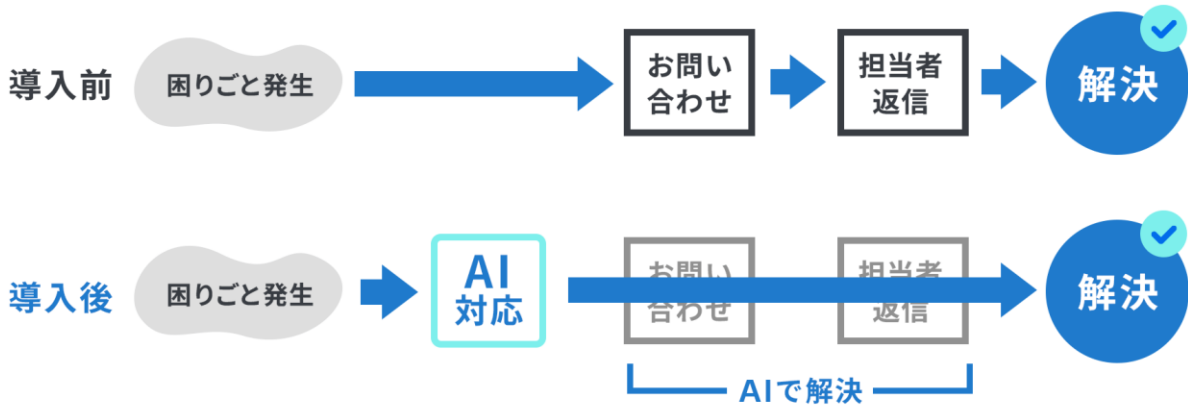 導入前
困りごと発生
お問い
合わせ
担当者
返信
解決
導入後
困りごと発生
AI
対応
お問い
合わせ
担当者
返信
解決
AIで解決